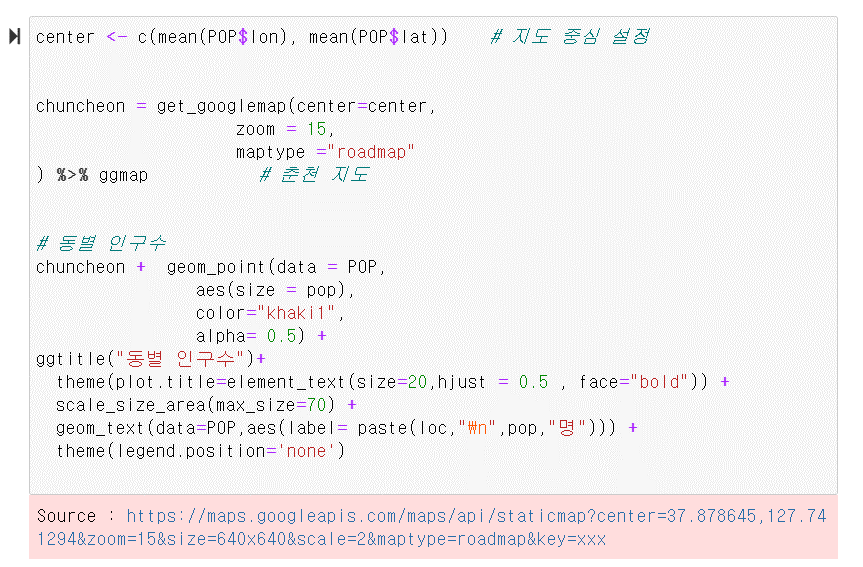 center <- c(mean(POP$lon), mean(POP$lat))    # 지도 중심 설정
chuncheon = get_googlemap(center=center,
zoom = 15,
maptype ="roadmap"
) %>% ggmap           # 춘천 지도
# 동별 인구수
chuncheon +  geom_point(data = POP,
aes(size = pop),
color="khaki1",
alpha= 0.5) +
ggtitle("동별 인구수")+
theme(plot.title=element_text(size=20,hjust = 0.5 , face="bold")) +
scale_size_area(max_size=70) +
geom_text(data=POP,aes(label= paste(loc,"₩n",pop,"명"))) +
theme(legend.position='none')
Source : https://maps.googleapis.com/maps/api/staticmap?center=37.878645,127.74
1294&zoom=15&size=640x640&scale=2&maptype=roadmap&key=xxx